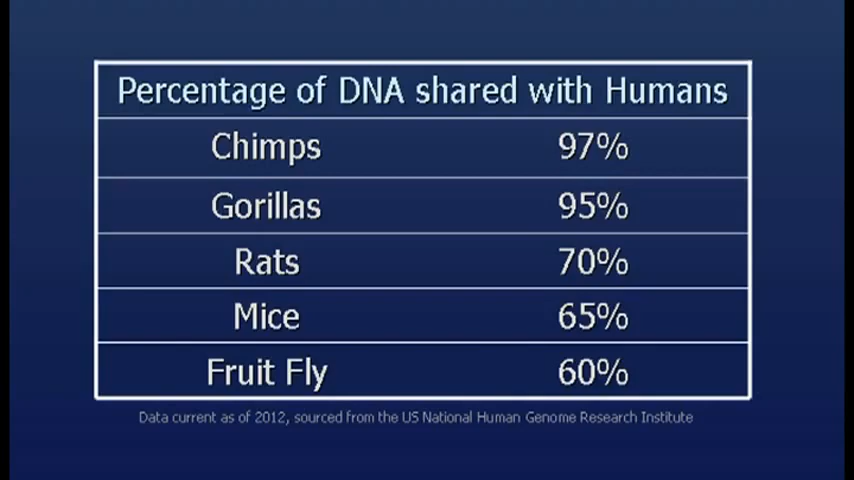 Percentage of DNA shared with Humans
Chimps 97%
Gorillas 95%
Rats 70%
Mice 65%
Fruit Fly 60%
Data current as of 2012, sourced from the US National Human Genome Research Institute